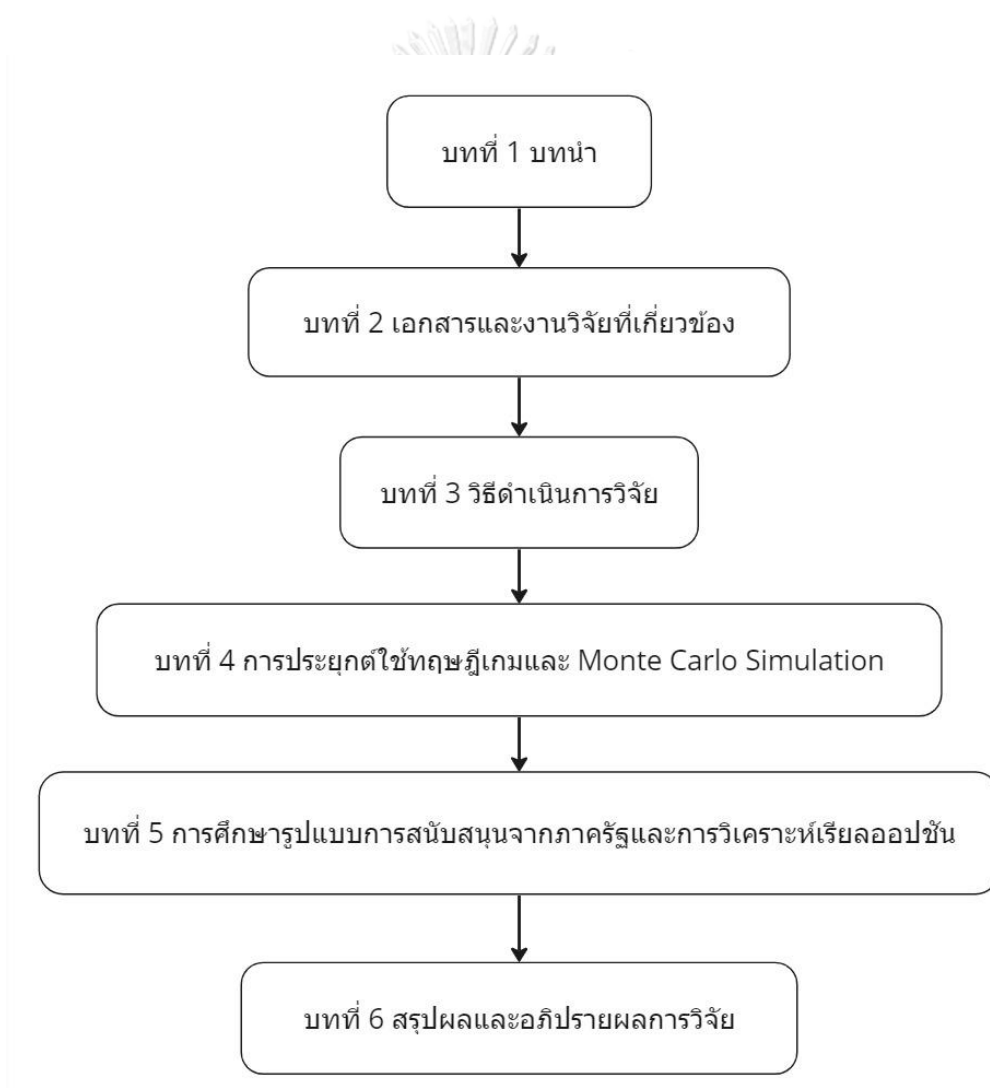 บทที่ 1 บทนำ
บทที่ 2 เอกสารและงานวิจัยที่เกี่ยวข้อง
บทที่ 3 วิธีดำเนินการวิจัย
บทที่ 4 การประยุกต์ใช้ทฤษฎีเกมและ Monte Carlo Simulation
บทที่ 5 การศึกษารูปแบบการสนับสนุนจากภาครัฐและการวิเคราะห์เรียลออปชัน
บทที่ 6 สรุปผลและอภิปรายผลการวิจัย